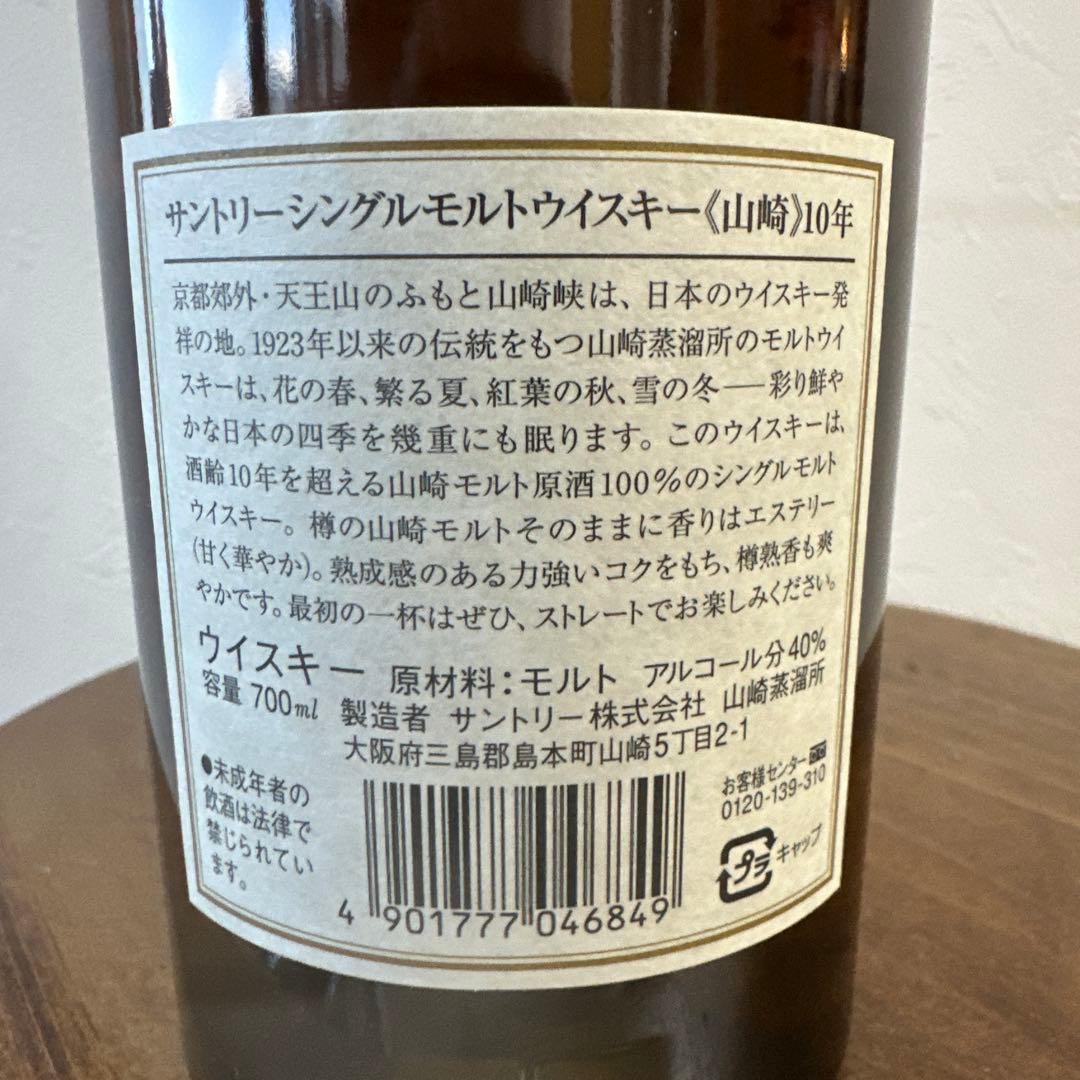 サントリーシングルモルトウイスキー《山崎》10年
京都郊外・天王山のふもと山崎峡は、日本のウイスキー発
祥の地。1923年以来の伝統をもつ山崎蒸溜所のモルトウイ
スキーは、花の春、繁る夏、紅葉の秋、雪の冬―彩り鮮や
かな日本の四季を幾重にも眠ります。このウイスキーは、
酒齢10年を超える山崎モルト原酒100%のシングルモルト
ウイスキー。樽の山崎モルトそのままに香りはエステリー
(甘く華やか)。熟成感のある力強いコクをもち、樽熟香も爽
やかです。最初の一杯はぜひ、ストレートでお楽しみください。
ウイスキー 原材料:モルト アルコール分40%
容量 700ml 製造者 サントリー株式会社 山崎蒸溜所
大阪府三島郡島本町山崎5丁目2-1
●未成年者の
飲酒は法律で
禁じられてい
ます。
お客様センター
0120-139-310
プラ キャップ
4 901777 046849